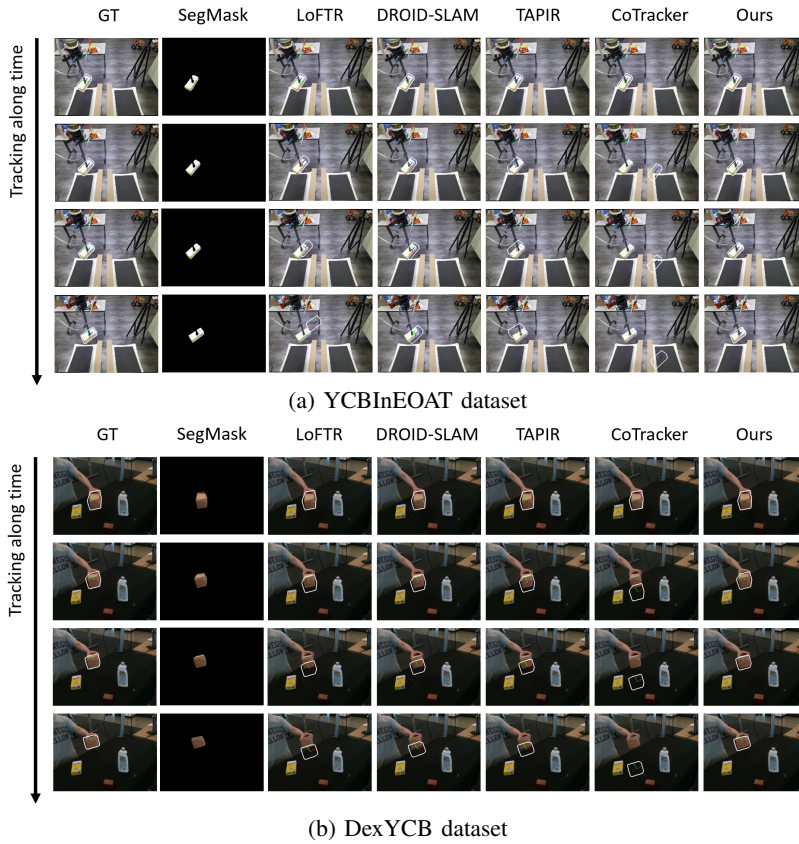 GT SegMask LoFTR DROID-SLAM TAPIR CoTracker Ours
Tracking along time
(a) YCBInEOAT dataset
GT SegMask LoFTR DROID-SLAM TAPIR CoTracker Ours
Tracking along time
(b) DexYCB dataset